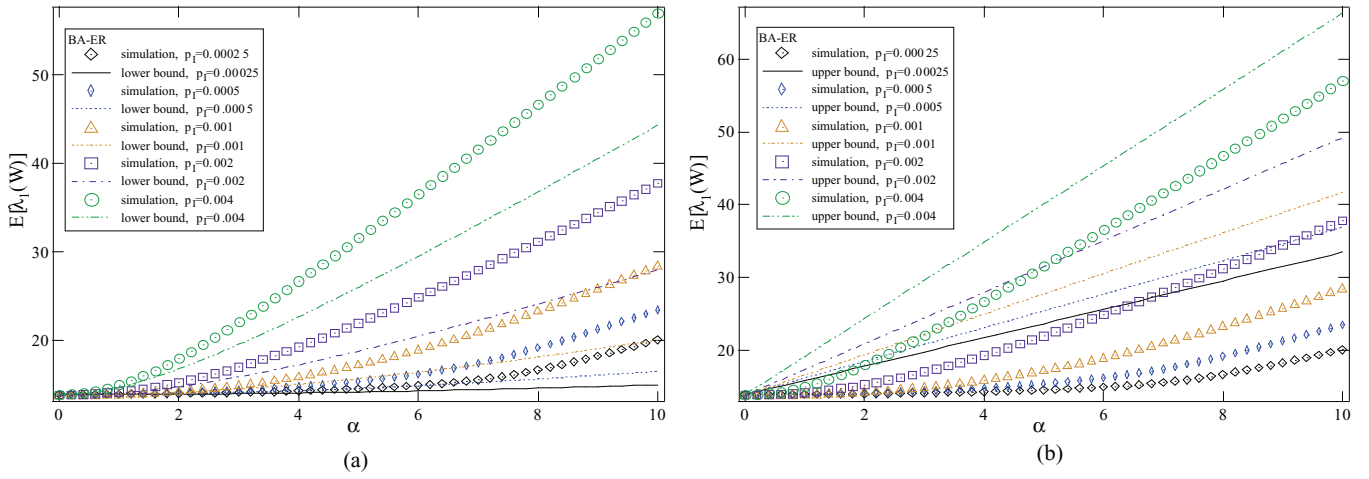 50
40
30
20
E[λ₁(W)]
BA-ER
simulation, p_I=0.0002 5
lower bound, p_I=0.00025
simulation, p_I=0.0005
lower bound, p_I=0.000 5
simulation, p_I=0.001
lower bound, p_I=0.001
simulation, p_I=0.002
lower bound, p_I=0.002
simulation, p_I=0.004
lower bound, p_I=0.004
0 2 4 6 8 10
α
(a)
60
50
40
30
20
E[λ₁(W)]
BA-ER
simulation, p_I=0.00025
upper bound, p_I=0.00025
simulation, p_I=0.000 5
upper bound, p_I=0.0005
simulation, p_I=0.001
upper bound, p_I=0.001
simulation, p_I=0.002
upper bound, p_I=0.002
simulation, p_I=0.004
upper bound, p_I=0.004
0 2 4 6 8 10
α
(b)